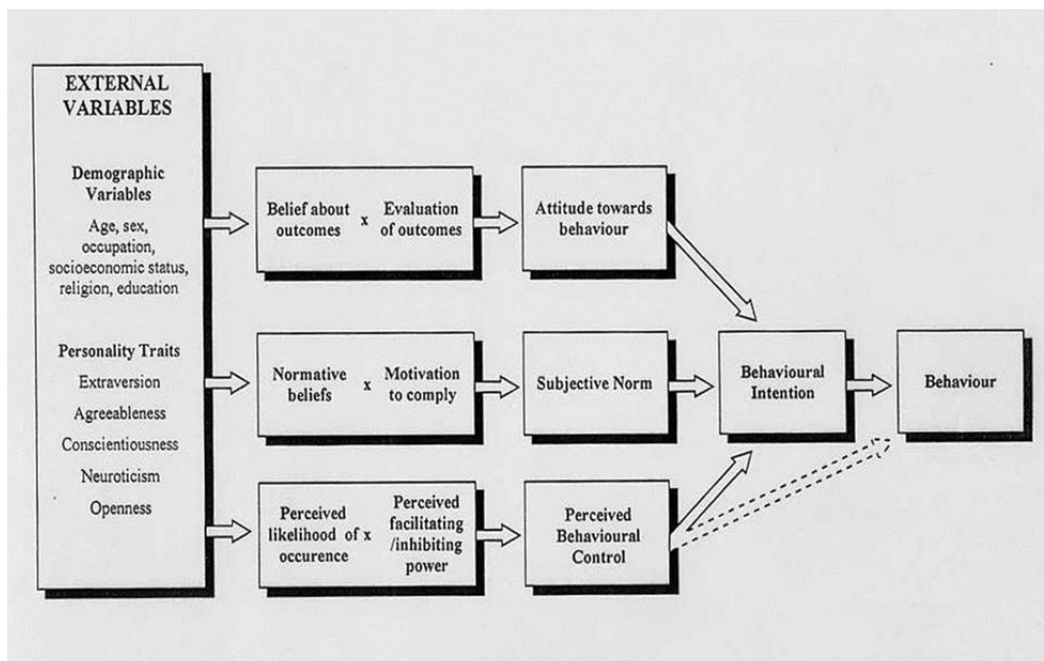 EXTERNAL
VARIABLES
Demographic
Variables
Age, sex,
occupation,
socioeconomic status,
religion, education
Personality Traits
Extraversion
Agreeableness
Conscientiousness
Neuroticism
Openness
Belief about
outcomes
x
Evaluation
of outcomes
Attitude towards
behaviour
Normative
beliefs
x
Motivation
to comply
Subjective Norm
Behavioural
Intention
Behaviour
Perceived
likelihood of
occurence
x
Perceived
facilitating
/inhibiting
power
Perceived
Behavioural
Control